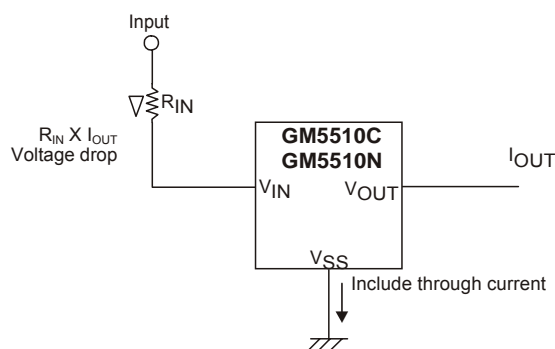 Input
RIN
RIN X IOUT
Voltage drop
GM5510C
GM5510N
VIN
VOUT
IOUT
VSS
Include through current